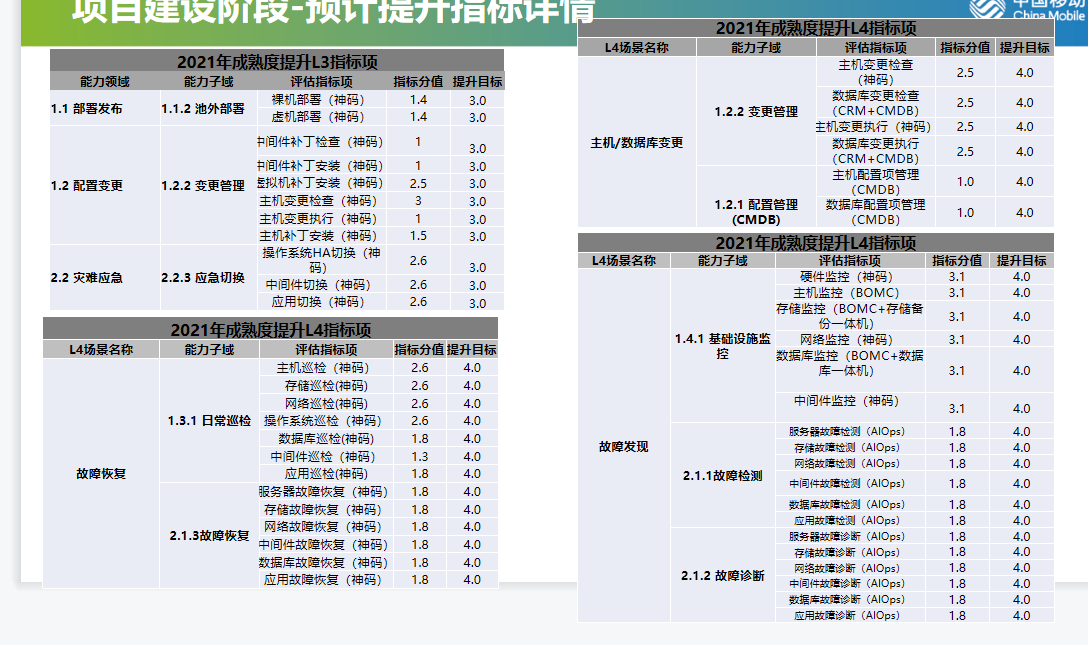 项目建设阶段-预计提升指标详情
中国移动
China Mobile
2021年成熟度提升L3指标项
能力领域 能力子域 评估指标项 指标分值 提升目标
1.1 部署发布 1.1.2 池外部署 裸机部署（神码） 1.4 3.0
虚机部署（神码） 1.4 3.0
1.2 配置变更 1.2.2 变更管理 中间件补丁检查（神码） 1 3.0
中间件补丁安装（神码） 1 3.0
虚拟机补丁安装（神码） 2.5 3.0
主机变更检查（神码） 3 3.0
主机变更执行（神码） 1 3.0
主机补丁安装（神码） 1.5 3.0
2.2 灾难应急 2.2.3 应急切换 操作系统HA切换（神
码） 2.6 3.0
中间件切换（神码） 2.6 3.0
应用切换（神码） 2.6 3.0
2021年成熟度提升L4指标项
L4场景名称 能力子域 评估指标项 指标分值 提升目标
故障恢复 1.3.1 日常巡检 主机巡检（神码） 2.6 4.0
存储巡检(神码) 2.6 4.0
网络巡检(神码) 2.6 4.0
操作系统巡检（神码） 2.6 4.0
数据库巡检(神码) 1.8 4.0
中间件巡检（神码） 1.3 4.0
应用巡检(神码) 1.8 4.0
2.1.3故障恢复 服务器故障恢复（神码） 1.8 4.0
存储故障恢复（神码） 1.8 4.0
网络故障恢复（神码） 1.8 4.0
中间件故障恢复（神码） 1.8 4.0
数据库故障恢复（神码） 1.8 4.0
应用故障恢复（神码） 1.8 4.0
2021年成熟度提升L4指标项
L4场景名称 能力子域 评估指标项 指标分值 提升目标
主机/数据库变更 1.2.2 变更管理 主机变更检查
（神码） 2.5 4.0
数据库变更检查
（CRM+CMDB） 2.5 4.0
主机变更执行（神码） 2.5 4.0
数据库变更执行
（CRM+CMDB） 2.5 4.0
1.2.1 配置管理
(CMDB) 主机配置项管理
（CMDB） 1.0 4.0
数据库配置项管理
（CMDB） 1.0 4.0
2021年成熟度提升L4指标项
L4场景名称 能力子域 评估指标项 指标分值 提升目标
故障发现 1.4.1 基础设施监
控 硬件监控（神码） 3.1 4.0
主机监控（BOMC） 3.1 4.0
存储监控（BOMC+存储备
份一体机） 3.1 4.0
网络监控（神码） 3.1 4.0
数据库监控（BOMC+数据
库一体机） 3.1 4.0
中间件监控（神码） 3.1 4.0
2.1.1故障检测 服务器故障检测（AIOps） 1.8 4.0
存储故障检测（AIOps） 1.8 4.0
网络故障检测（AIOps） 1.8 4.0
中间件故障检测（AIOps） 1.8 4.0
数据库故障检测（AIOps） 1.8 4.0
应用故障检测（AIOps） 1.8 4.0
2.1.2 故障诊断 服务器故障诊断（AIOps） 1.8 4.0
存储故障诊断（AIOps） 1.8 4.0
网络故障诊断（AIOps） 1.8 4.0
中间件故障诊断（AIOps） 1.8 4.0
数据库故障诊断（AIOps） 1.8 4.0
应用故障诊断（AIOps） 1.8 4.0